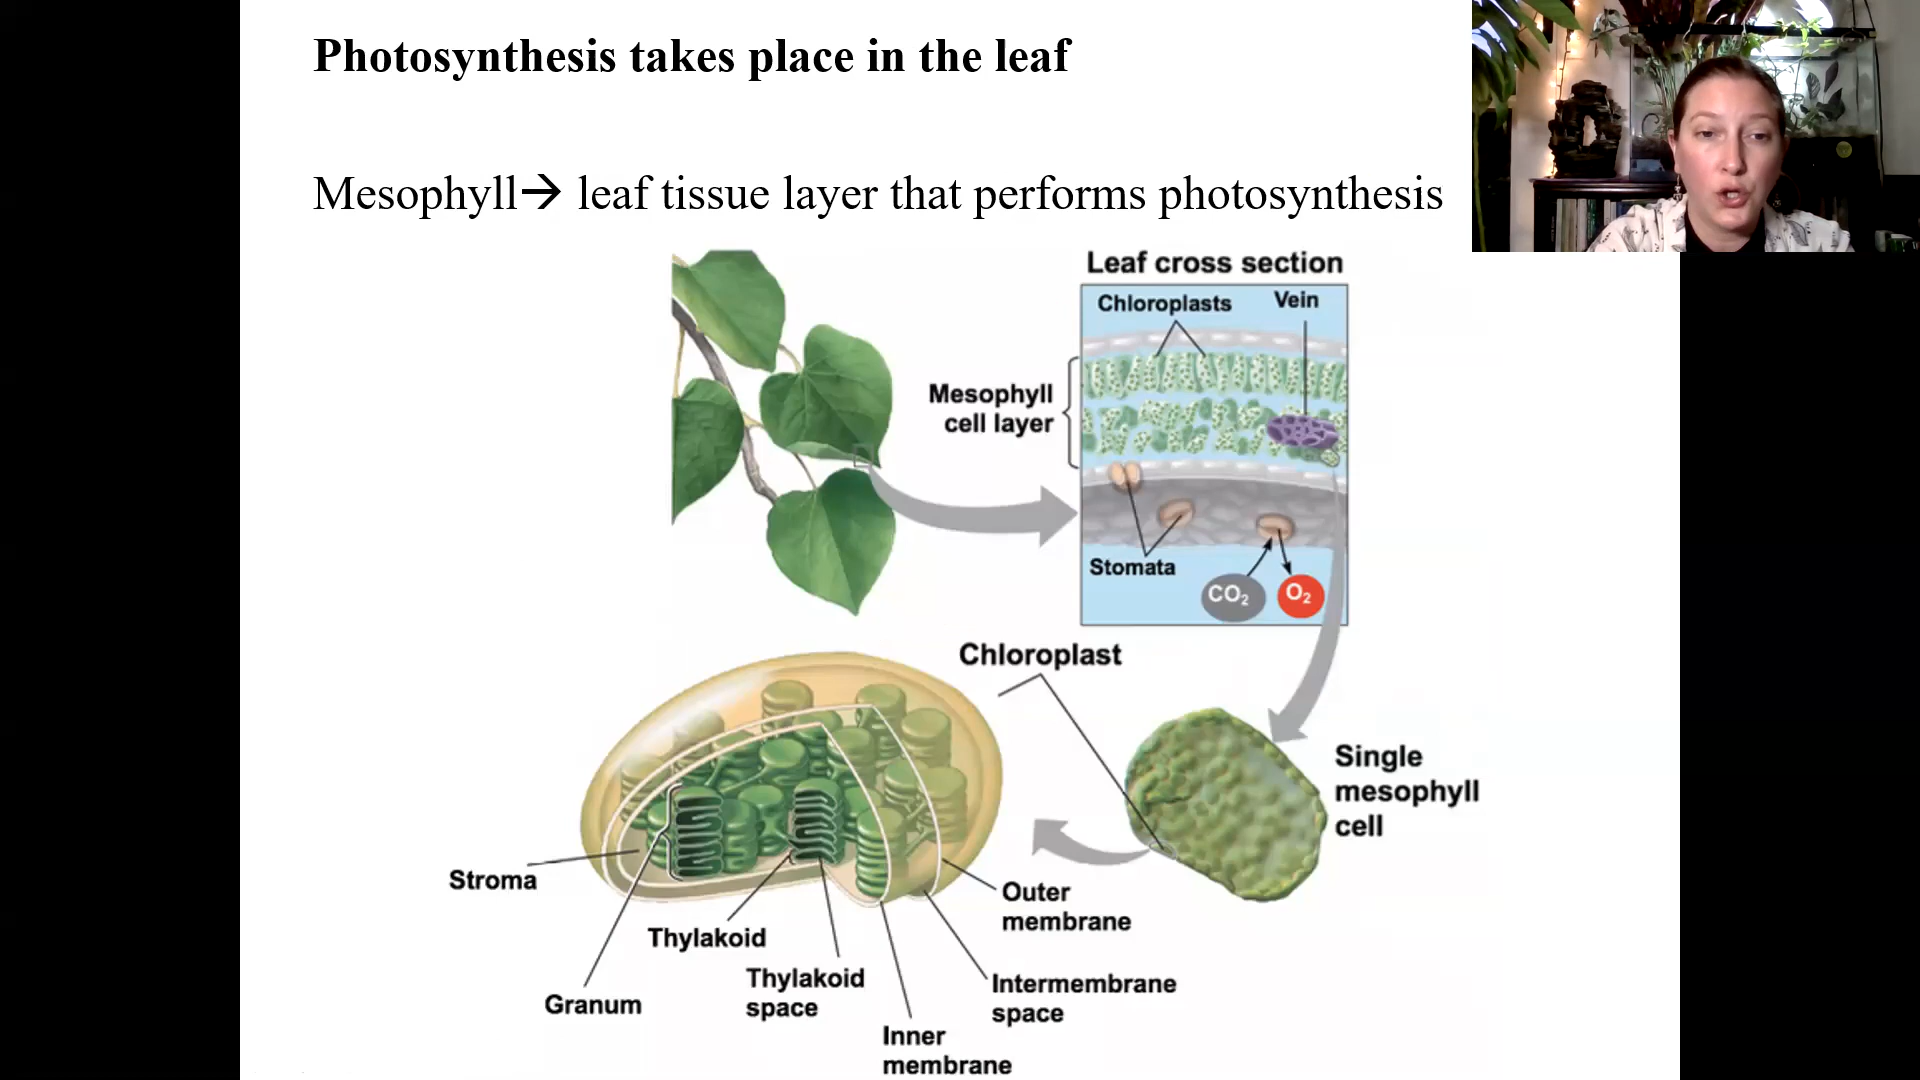 Photosynthesis takes place in the leaf
Mesophyll→ leaf tissue layer that performs photosynthesis
Leaf cross section
Chloroplasts
Vein
Mesophyll
cell layer
Stomata
CO₂
O₂
Chloroplast
Single
mesophyll
cell
Stroma
Outer
membrane
Thylakoid
Thylakoid
space
Intermembrane
space
Granum
Inner
membrane